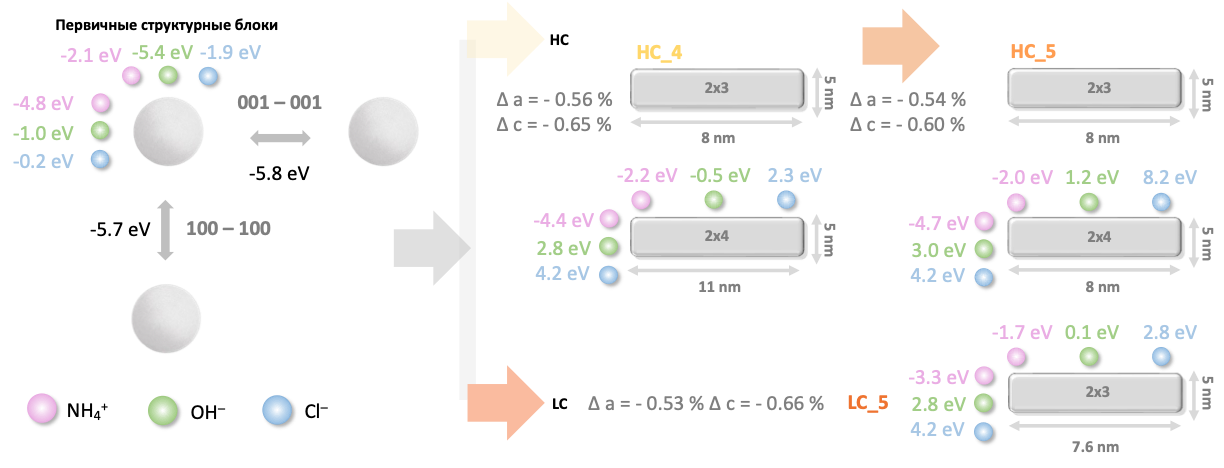 Первичные структурные блоки
-2.1 eV -5.4 eV -1.9 eV
-4.8 eV
-1.0 eV
-0.2 eV
001 – 001
-5.8 eV
-5.7 eV
100 – 100
NH₄⁺ OH⁻ Cl⁻
HC
HC_4
Δ a = - 0.56 %
Δ c = - 0.65 %
2x3
5 nm
8 nm
-2.2 eV -0.5 eV 2.3 eV
-4.4 eV
2.8 eV
4.2 eV
2x4
5 nm
11 nm
HC_5
Δ a = - 0.54 %
Δ c = - 0.60 %
2x3
5 nm
8 nm
-2.0 eV 1.2 eV 8.2 eV
-4.7 eV
3.0 eV
4.2 eV
2x4
5 nm
8 nm
LC
Δ a = - 0.53 % Δ c = - 0.66 %
LC_5
-1.7 eV 0.1 eV 2.8 eV
-3.3 eV
2.8 eV
4.2 eV
2x3
5 nm
7.6 nm